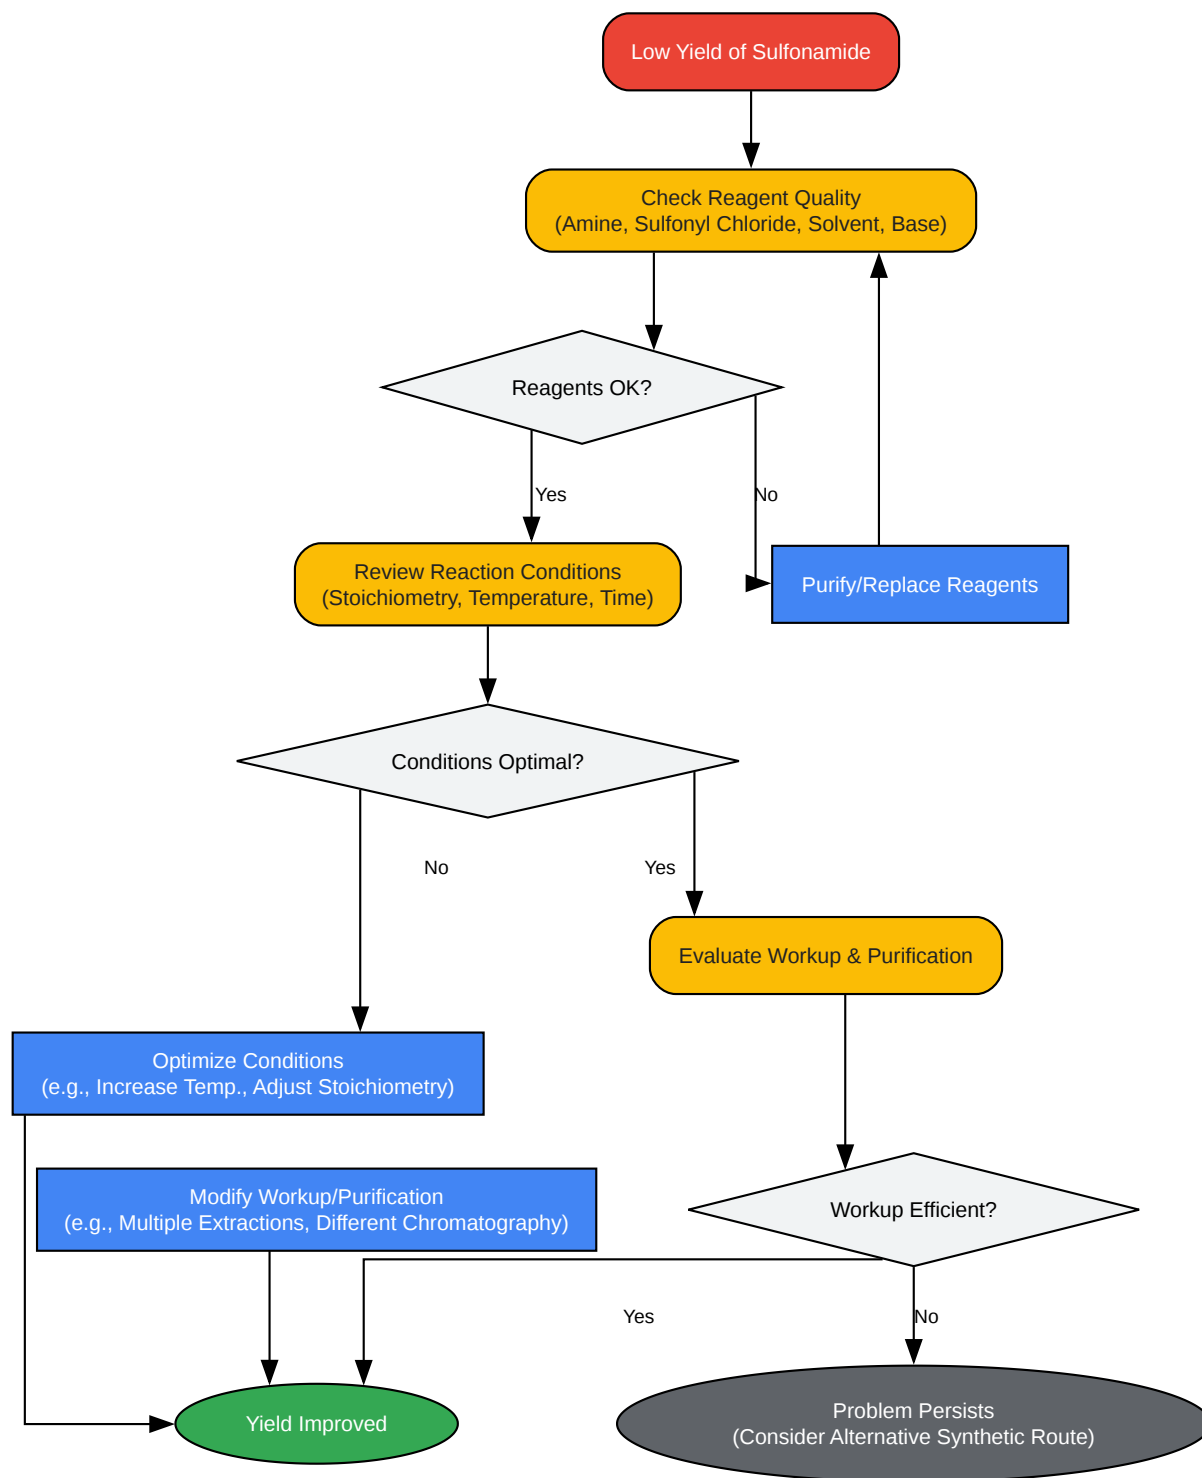 Low Yield of Sulfonamide
Check Reagent Quality
(Amine, Sulfonyl Chloride, Solvent, Base)
Reagents OK?
Yes
No
Review Reaction Conditions
(Stoichiometry, Temperature, Time)
Purify/Replace Reagents
Conditions Optimal?
No
Yes
Evaluate Workup & Purification
Optimize Conditions
(e.g., Increase Temp., Adjust Stoichiometry)
Modify Workup/Purification
(e.g., Multiple Extractions, Different Chromatography)
Workup Efficient?
Yes
No
Yield Improved
Problem Persists
(Consider Alternative Synthetic Route)